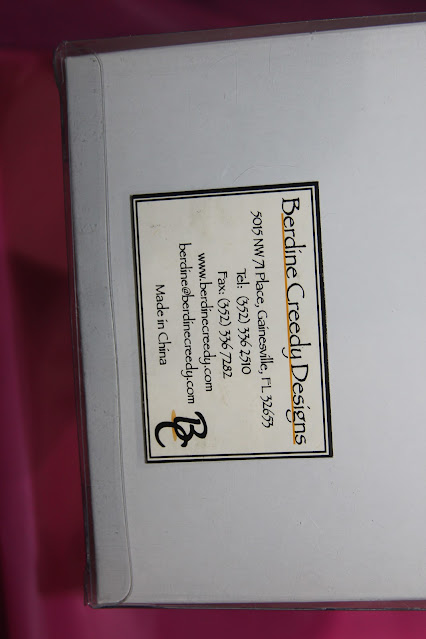 Berdine Creedy Designs
5015 NW 71 Place, Gainesville, FL 32653
Tel: (352) 336 2510
Fax: (352) 336 7282
www.berdinecreedy.com
berdine@berdinecreedy.com
Made in China
BC